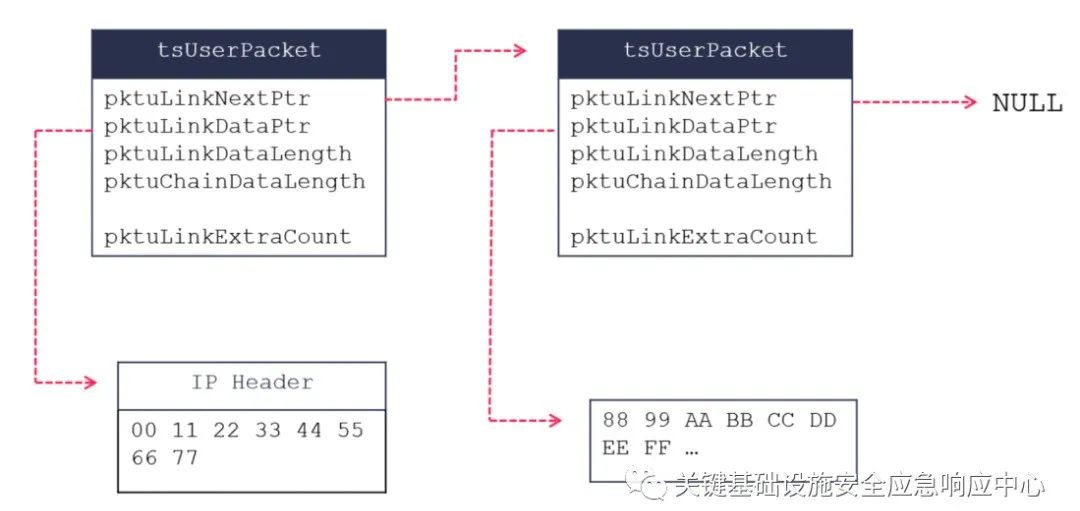 tsUserPacket
pktuLinkNextPtr
pktuLinkDataPtr
pktuLinkDataLength
pktuChainDataLength
pktuLinkExtraCount
tsUserPacket
pktuLinkNextPtr
pktuLinkDataPtr
pktuLinkDataLength
pktuChainDataLength
pktuLinkExtraCount
NULL
IP Header
00 11 22 33 44 55
66 77
88 99 AA BB CC DD
EE FF …
关键基础设施安全应急响应中心